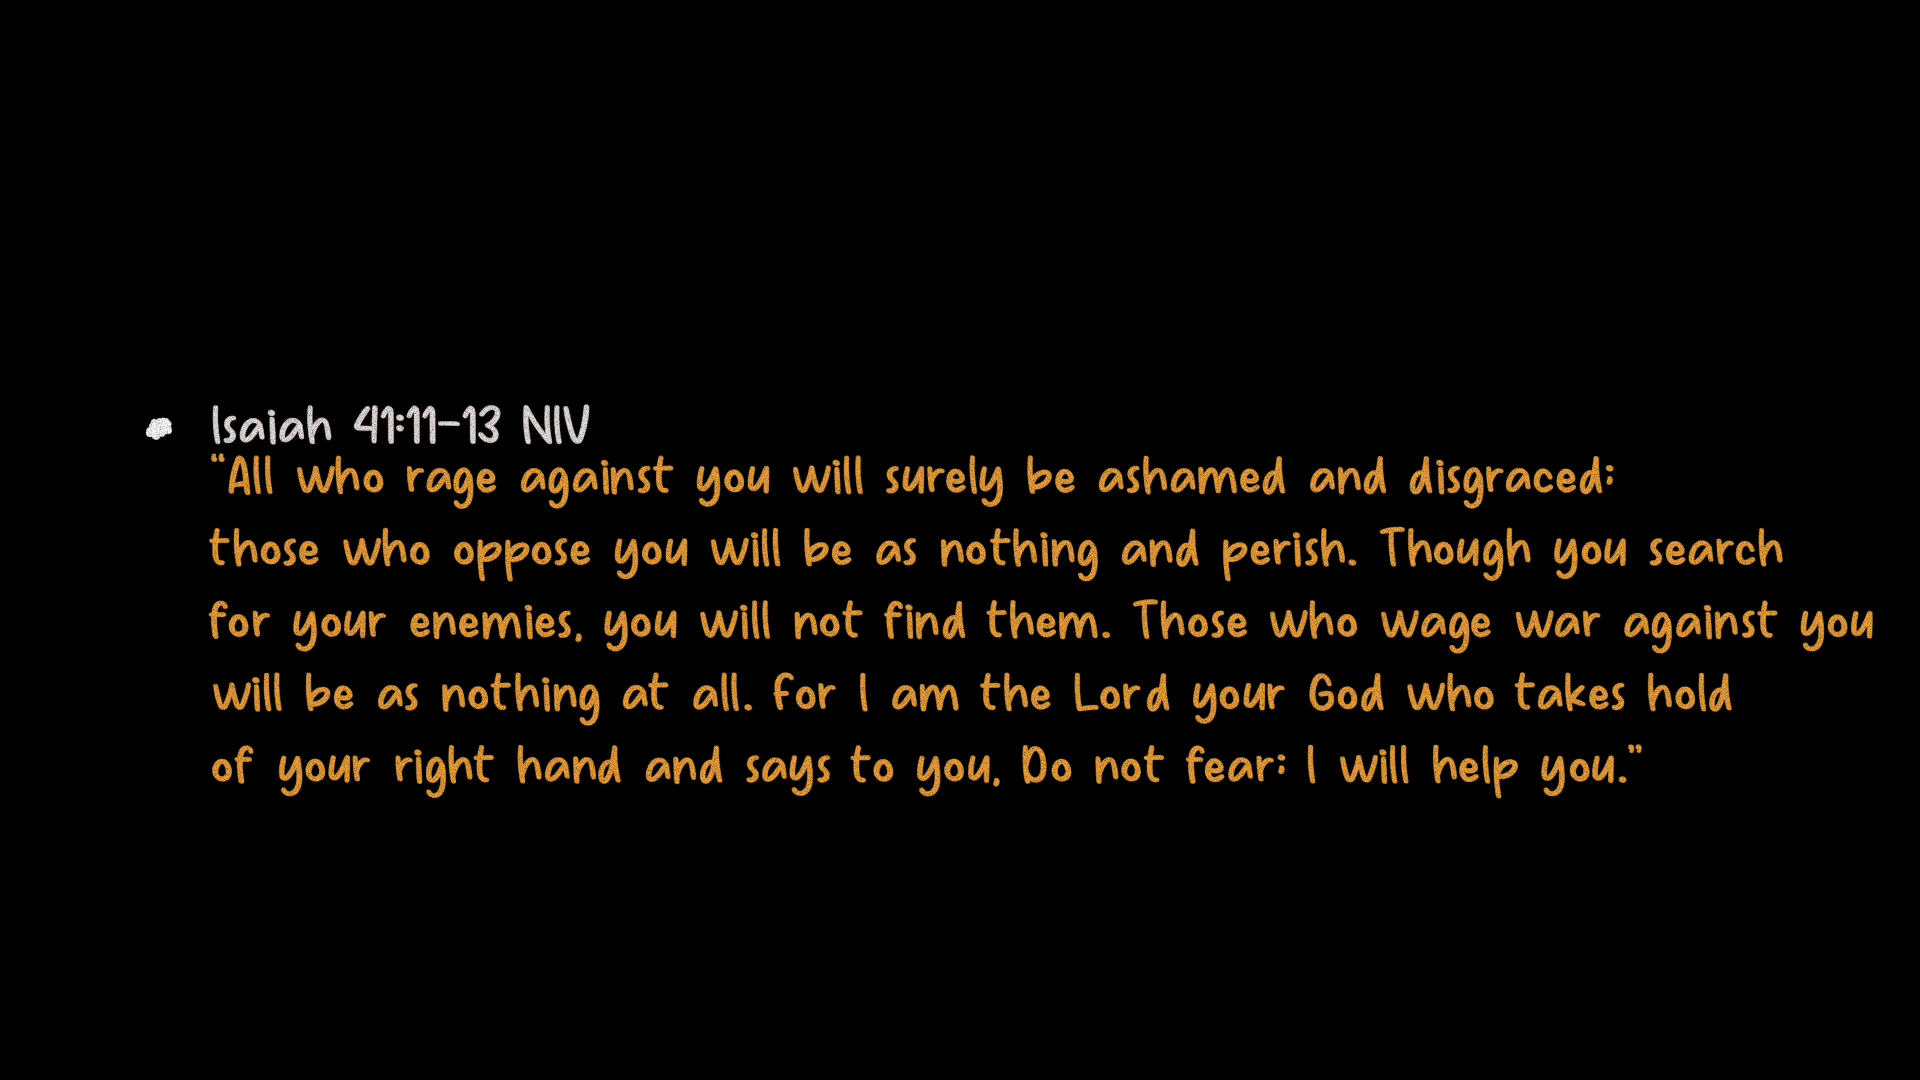 • Isaiah 41:11-13 NIV
"All who rage against you will surely be ashamed and disgraced:
those who oppose you will be as nothing and perish. Though you search
for your enemies, you will not find them. Those who wage war against you
will be as nothing at all. For I am the Lord your God who takes hold
of your right hand and says to you, Do not fear: I will help you."